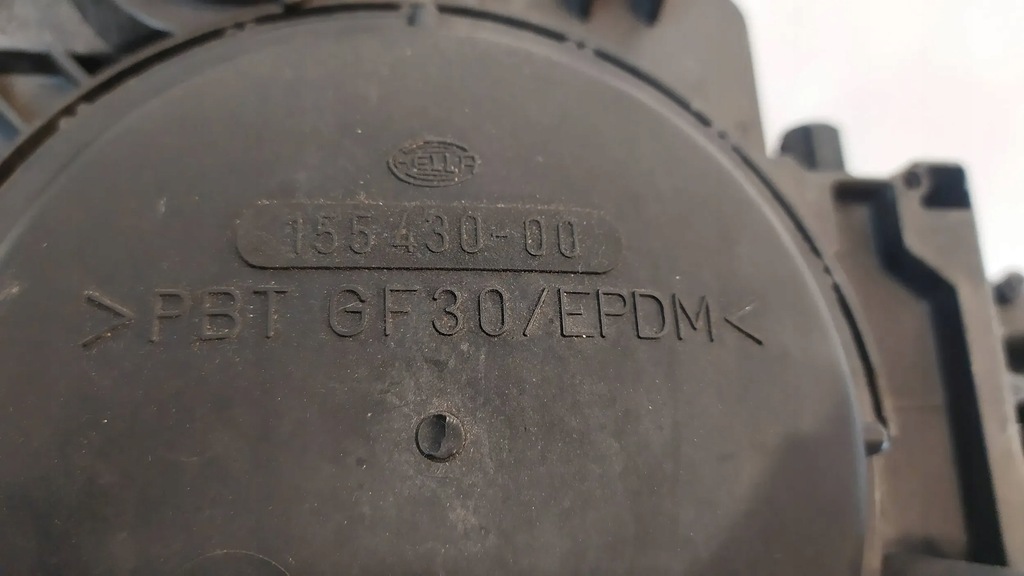 HELLA
155 430-00
>PBT GF30/EPDM<